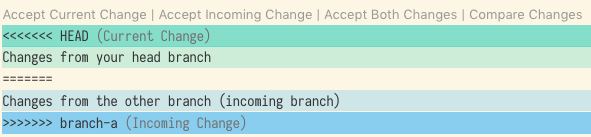 Accept Current Change | Accept Incoming Change | Accept Both Changes | Compare Changes
<<<<<<< HEAD (Current Change)
Changes from your head branch
=======
Changes from the other branch (incoming branch)
>>>>>>> branch-a (Incoming Change)